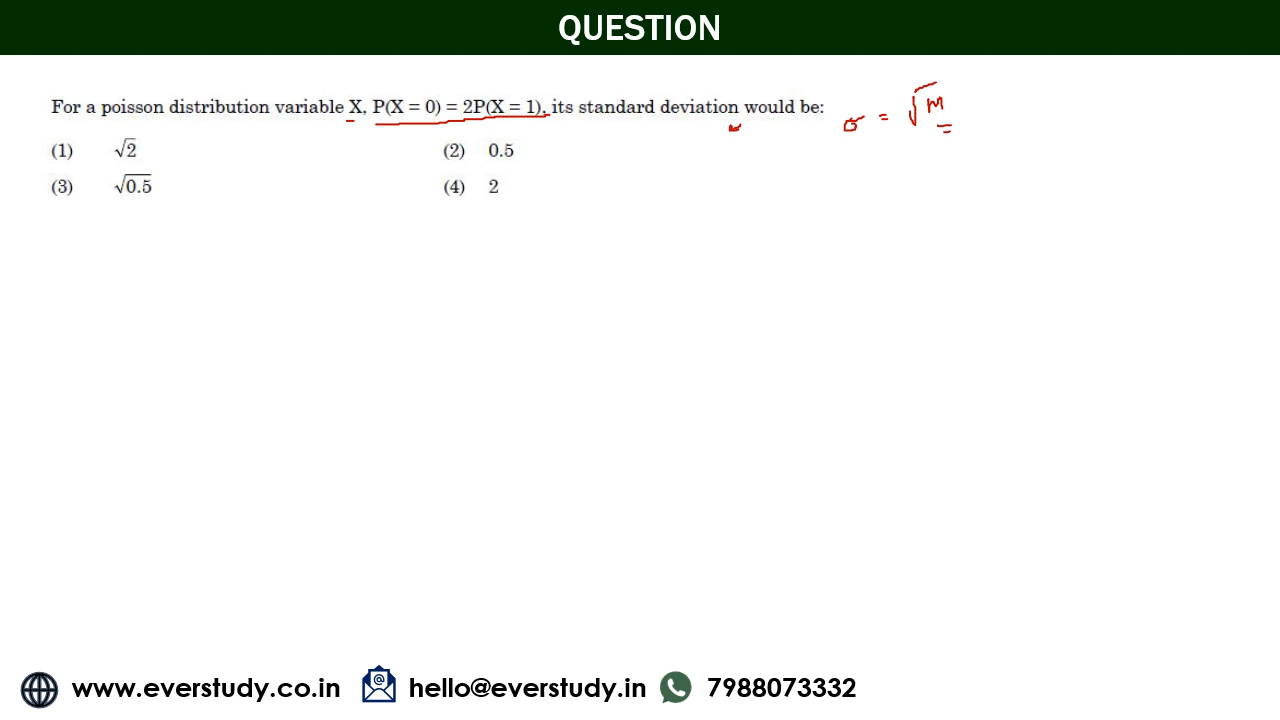 QUESTION
For a poisson distribution variable X, P(X = 0) = 2P(X = 1), its standard deviation would be: σ = √m
(1) √2 (2) 0.5
(3) √0.5 (4) 2
www.everstudy.co.in hello@everstudy.in 7988073332